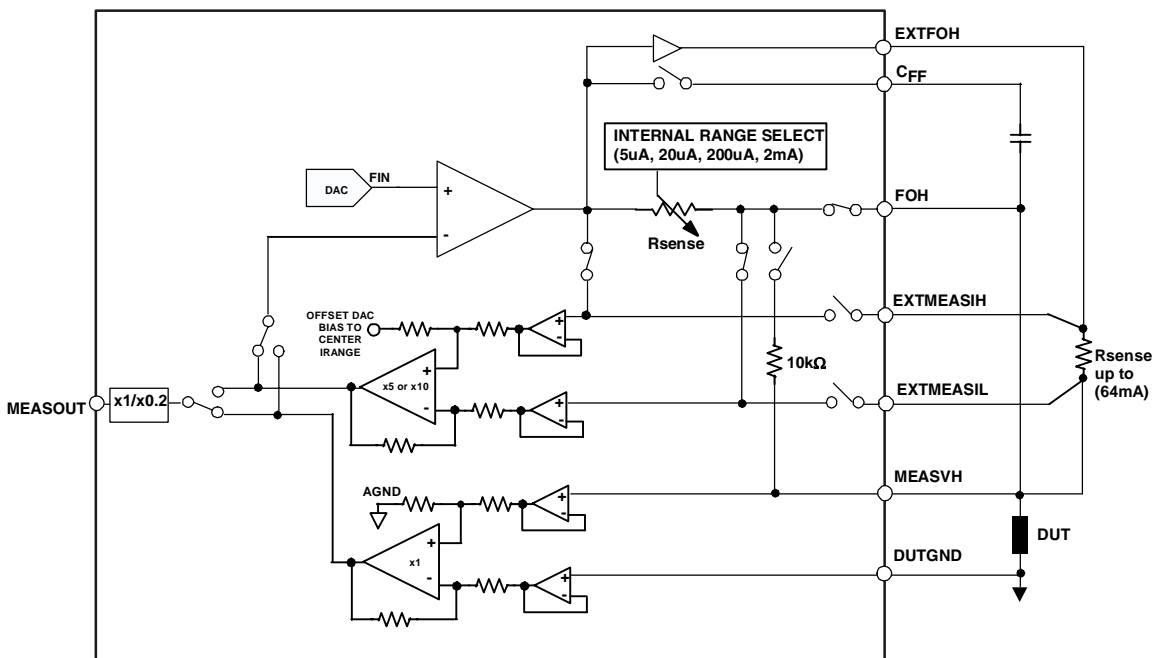 EXTFOH
CFF
INTERNAL RANGE SELECT
(5uA, 20uA, 200uA, 2mA)
DAC
FIN
+
-
FOH
Rsense
OFFSET DAC
BIAS TO
CENTER
IRANGE
+
-
EXTMEASIH
+
x5 or x10
-
10kΩ
Rsense
up to
(64mA)
MEASOUT
x1/x0.2
+
-
EXTMEASIL
AGND
+
-
MEASVH
+
x1
-
DUT
+
-
DUTGND